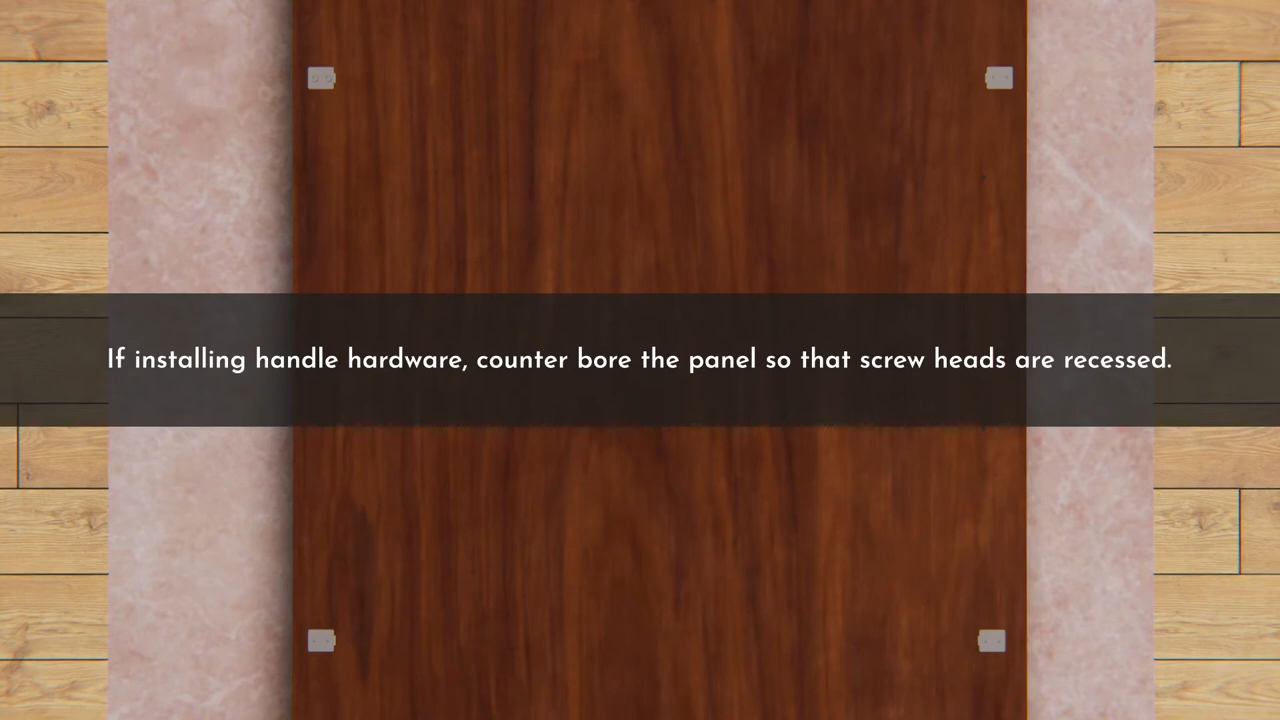 If installing handle hardware, counter bore the panel so that screw heads are recessed.